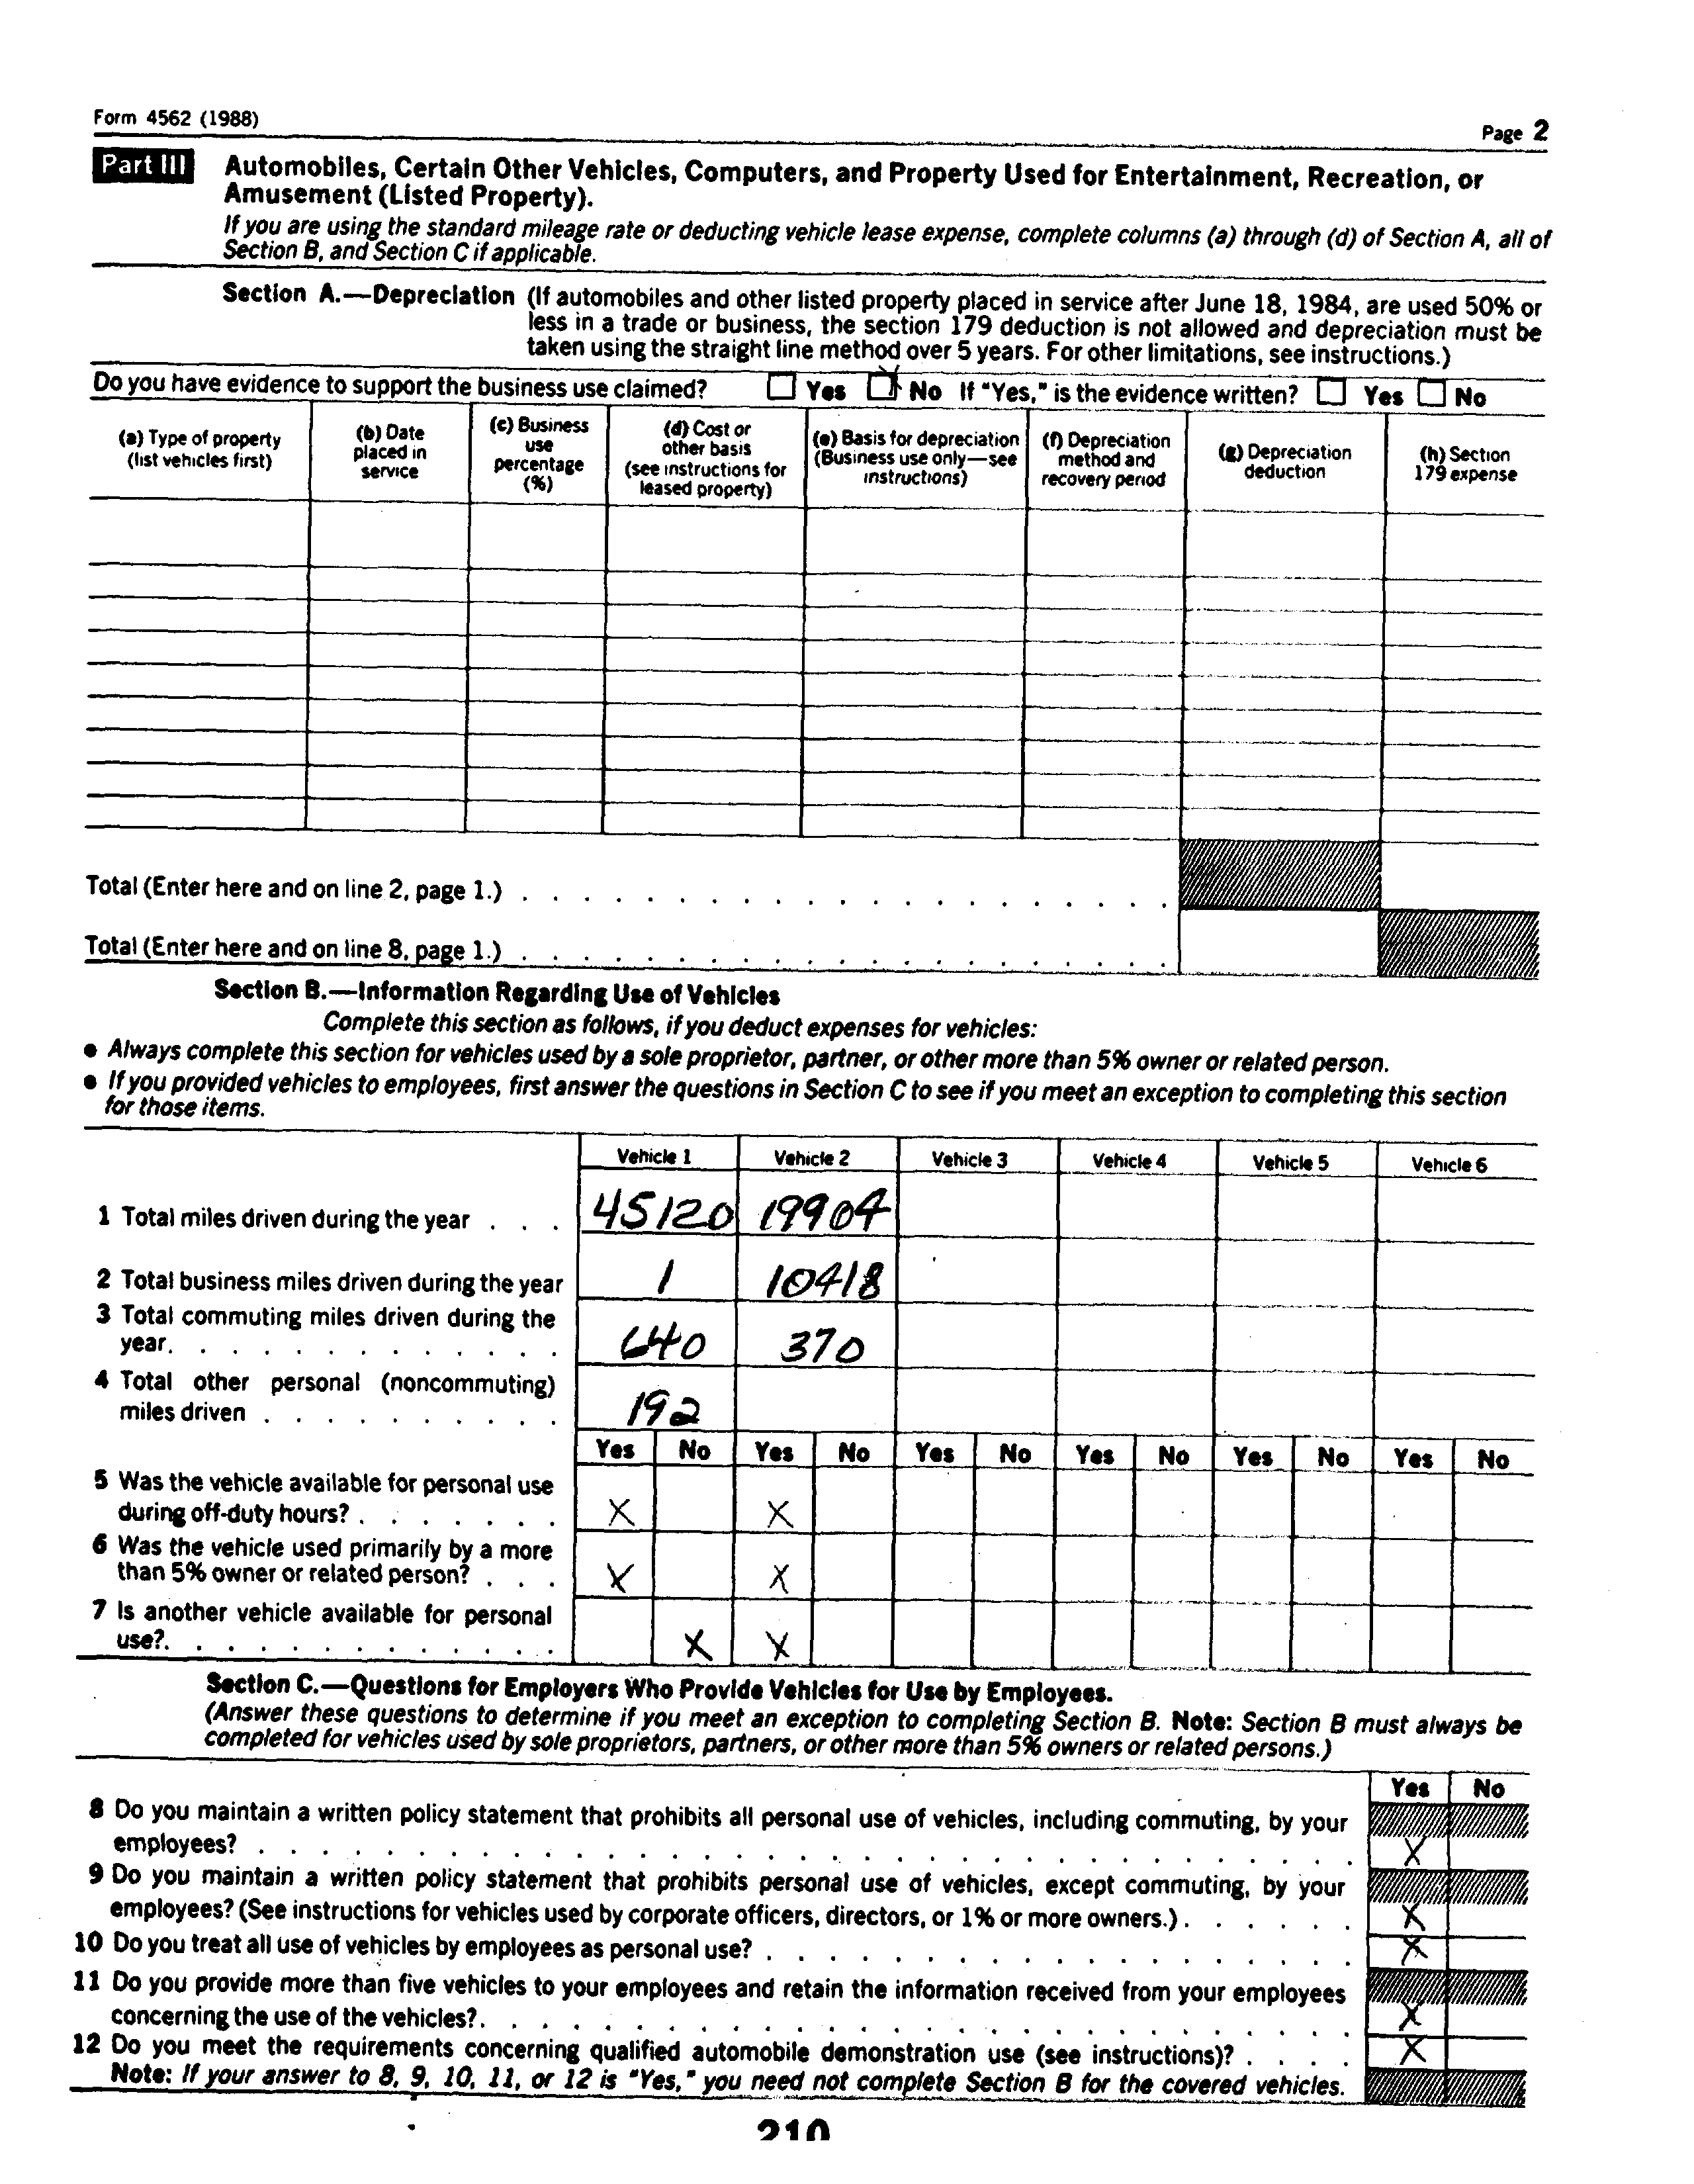 Form 4562 (1988)
Page 2
Part III Automobiles, Certain Other Vehicles, Computers, and Property Used for Entertainment, Recreation, or
Amusement (Listed Property).
If you are using the standard mileage rate or deducting vehicle lease expense, complete columns (a) through (d) of Section A, all of
Section B, and Section C if applicable.
Section A.—Depreciation (If automobiles and other listed property placed in service after June 18, 1984, are used 50% or
less in a trade or business, the section 179 deduction is not allowed and depreciation must be
taken using the straight line method over 5 years. For other limitations, see instructions.)
Do you have evidence to support the business use claimed? Yes No If "Yes," is the evidence written? Yes No
(a) Type of property
(list vehicles first)
(b) Date
placed in
service
(c) Business
use
percentage
(%)
(d) Cost or
other basis
(see instructions for
leased property)
(e) Basis for depreciation
(Business use only—see
instructions)
(f) Depreciation
method and
recovery period
(g) Depreciation
deduction
(h) Section
179 expense
Total (Enter here and on line 2, page 1.) . . . . . . . . . . . . . . . . . . . . .
Total (Enter here and on line 8, page 1.) . . . . . . . . . . . . . . . . . . . . .
Section B.—Information Regarding Use of Vehicles
Complete this section as follows, if you deduct expenses for vehicles:
● Always complete this section for vehicles used by a sole proprietor, partner, or other more than 5% owner or related person.
● If you provided vehicles to employees, first answer the questions in Section C to see if you meet an exception to completing this section
for those items.
Vehicle 1 Vehicle 2 Vehicle 3 Vehicle 4 Vehicle 5 Vehicle 6
1 Total miles driven during the year . . . 45120 19904
2 Total business miles driven during the year 1 10418
3 Total commuting miles driven during the
year. . . . . . . . . . . . . 640 370
4 Total other personal (noncommuting)
miles driven . . . . . . . . . . 192
Yes No Yes No Yes No Yes No Yes No Yes No
5 Was the vehicle available for personal use
during off-duty hours? . . . . . . . X X
6 Was the vehicle used primarily by a more
than 5% owner or related person? . . . X X
7 Is another vehicle available for personal
use?. . . . . . . . . . . . . X X
Section C.—Questions for Employers Who Provide Vehicles for Use by Employees.
(Answer these questions to determine if you meet an exception to completing Section B. Note: Section B must always be
completed for vehicles used by sole proprietors, partners, or other more than 5% owners or related persons.)
Yes No
8 Do you maintain a written policy statement that prohibits all personal use of vehicles, including commuting, by your
employees? . . . . . . . . . . . . . . . . . . . . . . . . . . . . . . . . . . . X
9 Do you maintain a written policy statement that prohibits personal use of vehicles, except commuting, by your
employees? (See instructions for vehicles used by corporate officers, directors, or 1% or more owners.) . . . . . . X
10 Do you treat all use of vehicles by employees as personal use? . . . . . . . . . . . . . . . . . . . X
11 Do you provide more than five vehicles to your employees and retain the information received from your employees
concerning the use of the vehicles?. . . . . . . . . . . . . . . . . . . . . . . . . . . . X
12 Do you meet the requirements concerning qualified automobile demonstration use (see instructions)? . . . . X
Note: If your answer to 8, 9, 10, 11, or 12 is "Yes," you need not complete Section B for the covered vehicles.
210